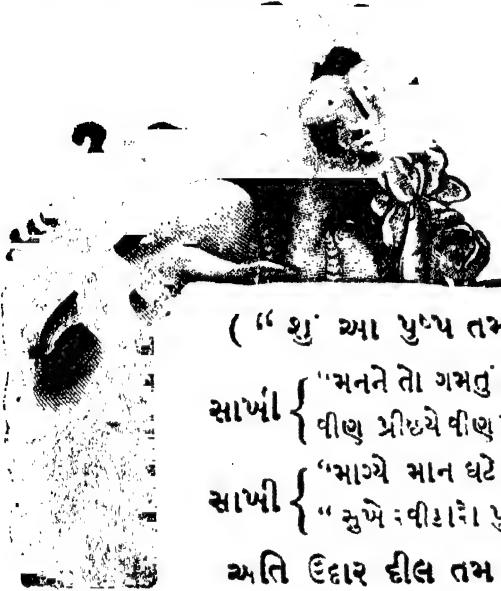 ( “ શું આ પુષ્પ તમ
સાખી { “મનને તો ગમતું
વીણ પ્રીછયે વીણ
સાખી { “માગ્યે માન ઘટે
“ સુખે સ્વીકારો
અતિ ઉદાર દીલ તમ